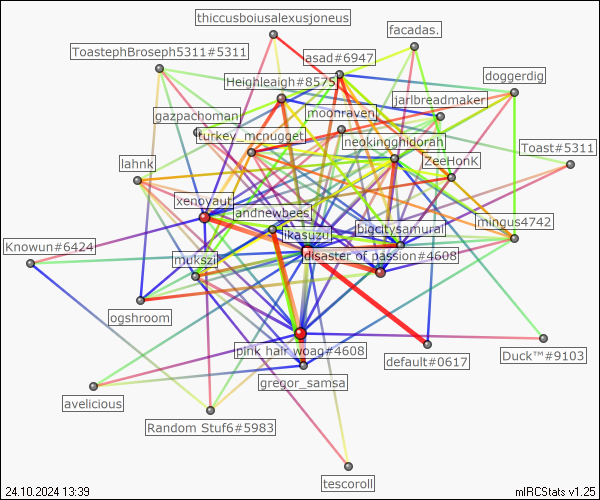 thiccusboiusalexusjoneus
facadas.
ToastephBroseph5311#5311
asad#6947
doggerdig
Heighleaigh#8575
jarlbreadmaker
gazpachoman
moonraven
turkey_mcnugget
neokingghidorah
Toast#5311
lahnk
ZeeHonK
xenoyaut
andnewbees
mingus4742
ikasuzu
bigcitysamurai
Knowun#6424
mukszi
disaster of passion#4608
ogshroom
pink hair woag#4608
Duck™#9103
default#0617
gregor_samsa
avelicious
Random Stuf6#5983
tescoroll
24.10.2024 13:39
mIRCStats v1.25